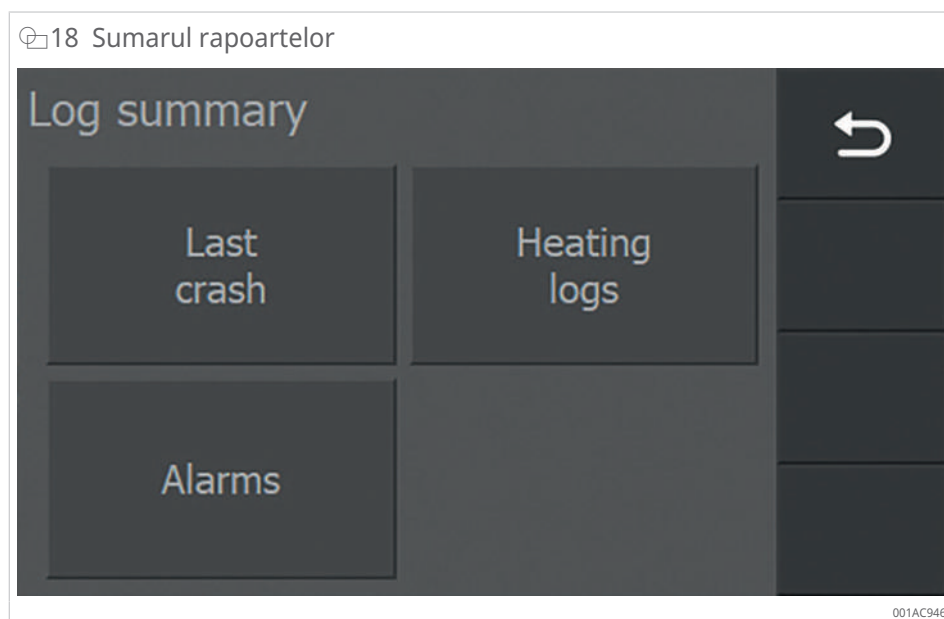 18 Sumarul rapoartelor
Log summary
Last
crash
Heating
logs
Alarms
001AC946